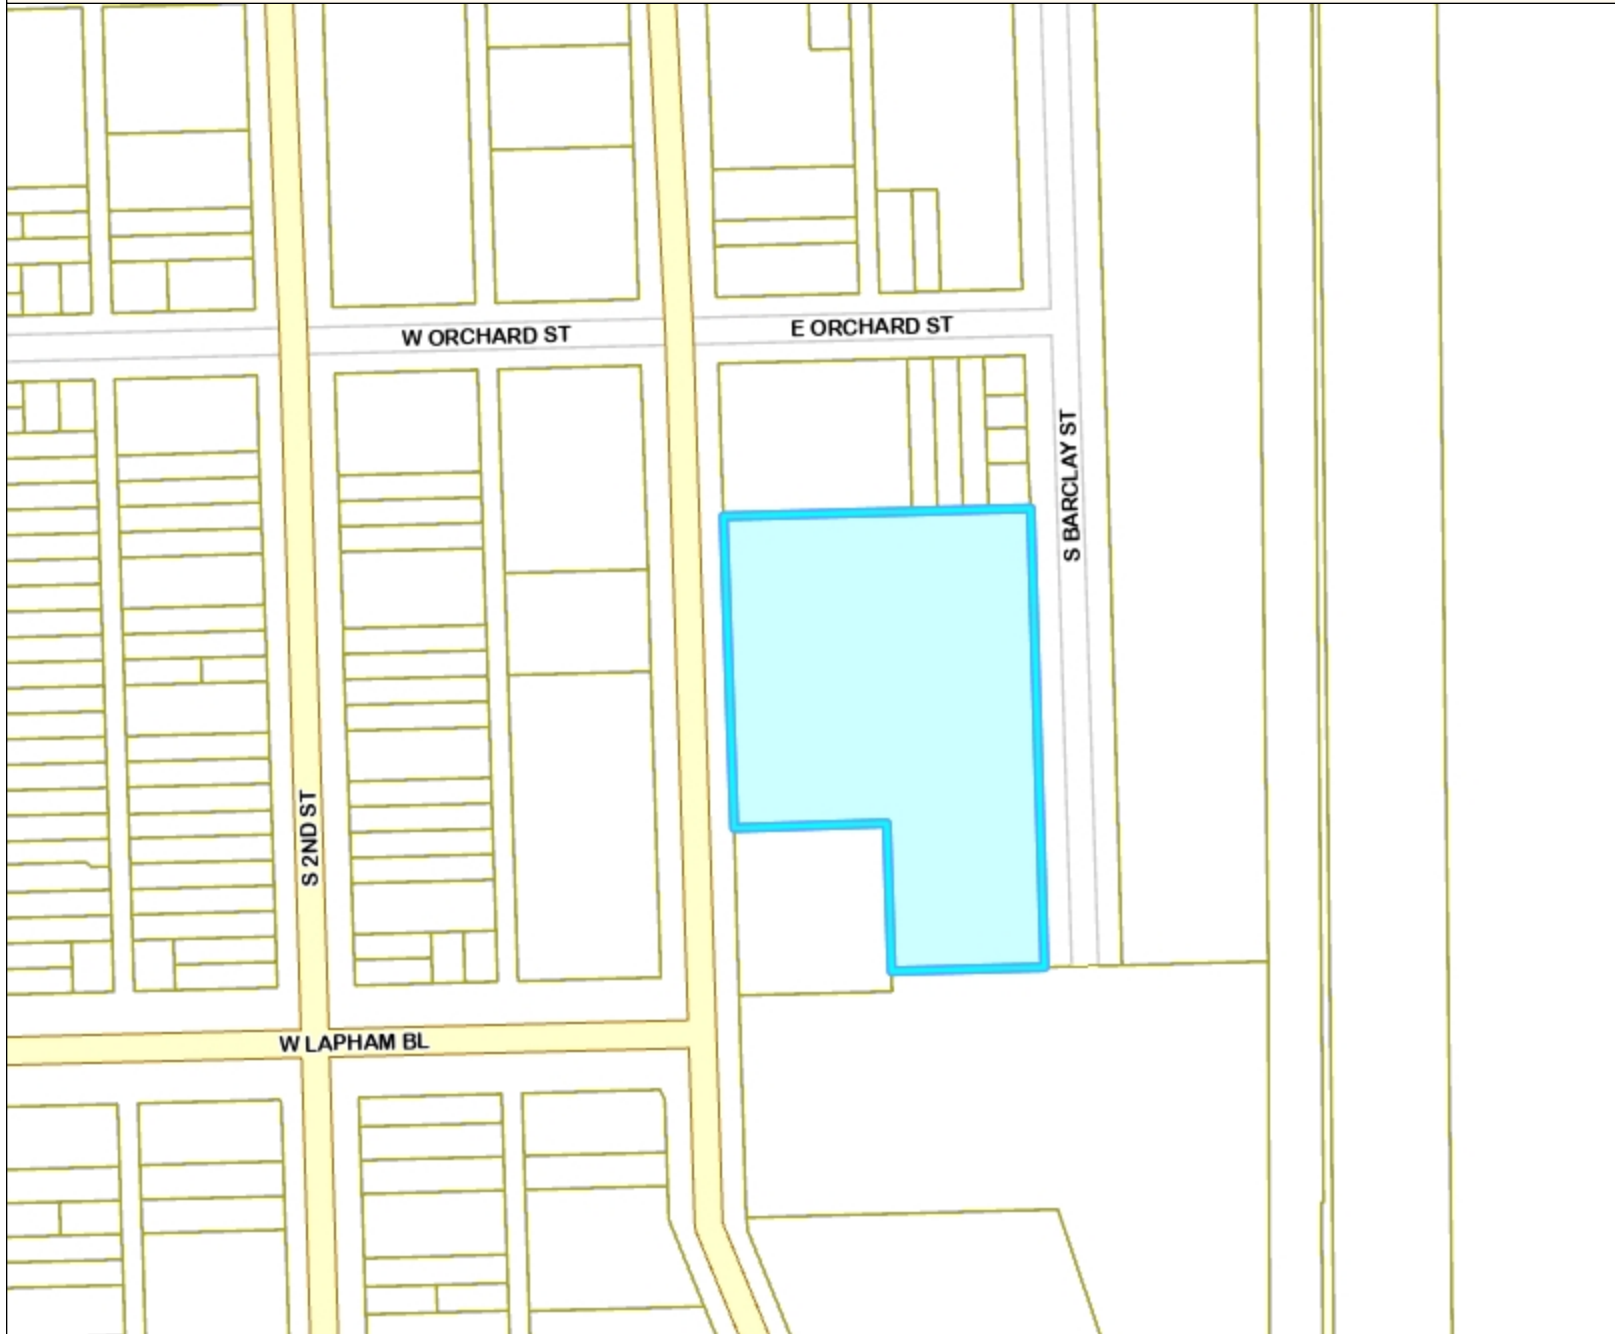 W ORCHARD ST
E ORCHARD ST
S BARCLAY ST
S 2ND ST
W LAPHAM BL